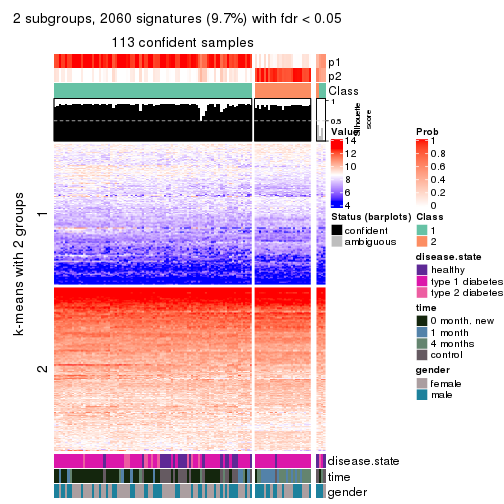 2 subgroups, 2060 signatures (9.7%) with fdr < 0.05
113 confident samples
p1
p2
Class
1
0.5
0
Silhouette
score
k-means with 2 groups
1
2
Value
14
12
10
8
6
4
Prob
1
0.8
0.6
0.4
0.2
0
Status (barplots)
confident
ambiguous
Class
1
2
disease.state
healthy
type 1 diabetes
type 2 diabetes
time
0 month. new
1 month
4 months
control
gender
female
male
disease.state
time
gender